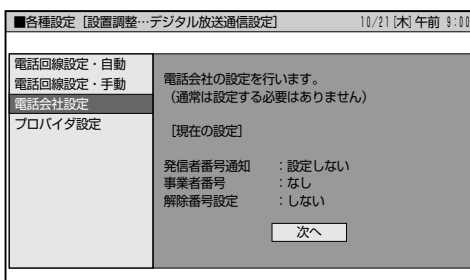 ■各種設定［設置調整…デジタル放送通信設定］ 10/21[木]午前 9:00
電話回線設定・自動
電話回線設定・手動
電話会社設定
プロバイダ設定
電話会社の設定を行います。
（通常は設定する必要はありません）
［現在の設定］
発信者番号通知 ：設定しない
事業者番号 ：なし
解除番号設定 ：しない
次へ